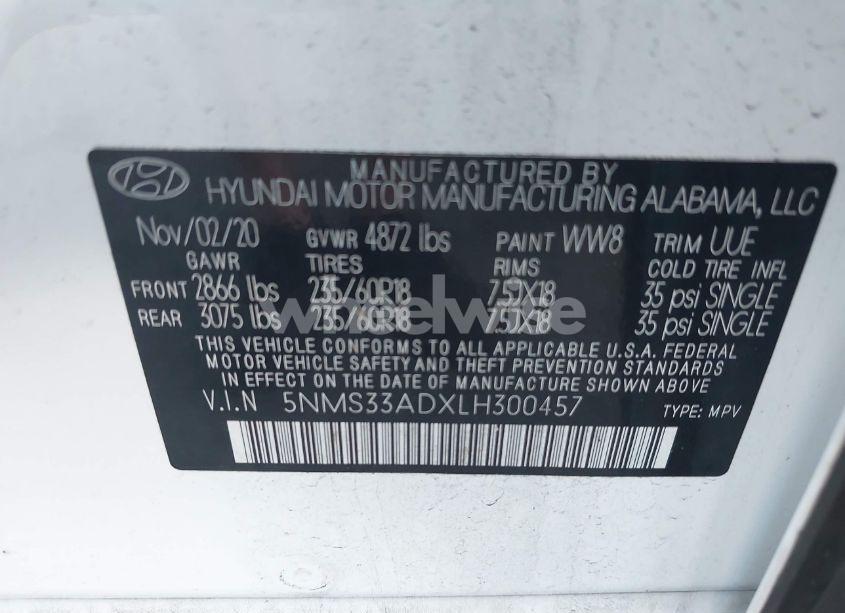 MANUFACTURED BY
HYUNDAI MOTOR MANUFACTURING ALABAMA, LLC
Nov/02/20 GVWR 4872 lbs PAINT WW8 TRIM UUE
GAWR TIRES RIMS COLD TIRE INFL
FRONT 2866 lbs 235/60R18 7.5JX18 35 psi SINGLE
REAR 3075 lbs 235/60R18 7.5JX18 35 psi SINGLE
THIS VEHICLE CONFORMS TO ALL APPLICABLE U.S.A. FEDERAL
MOTOR VEHICLE SAFETY AND THEFT PREVENTION STANDARDS
IN EFFECT ON THE DATE OF MANUFACTURE SHOWN ABOVE
V.I.N 5NMS33ADXLH300457 TYPE: MPV